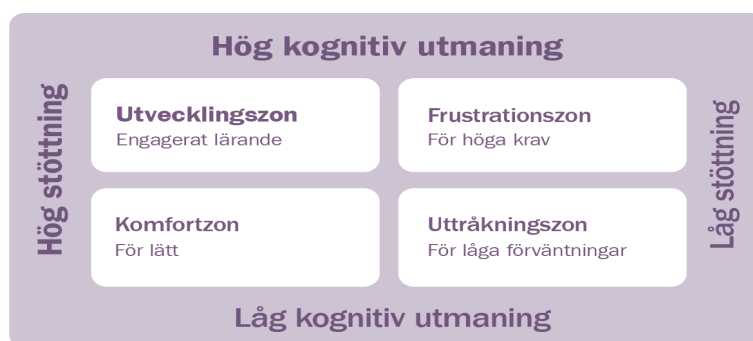 Hög kognitiv utmaning
Hög stöttning
Utvecklingszon
Engagerat lärande
Frustrationszon
För höga krav
Låg stöttning
Komfortzon
För lätt
Uttråkningszon
För låga förväntningar
Låg kognitiv utmaning